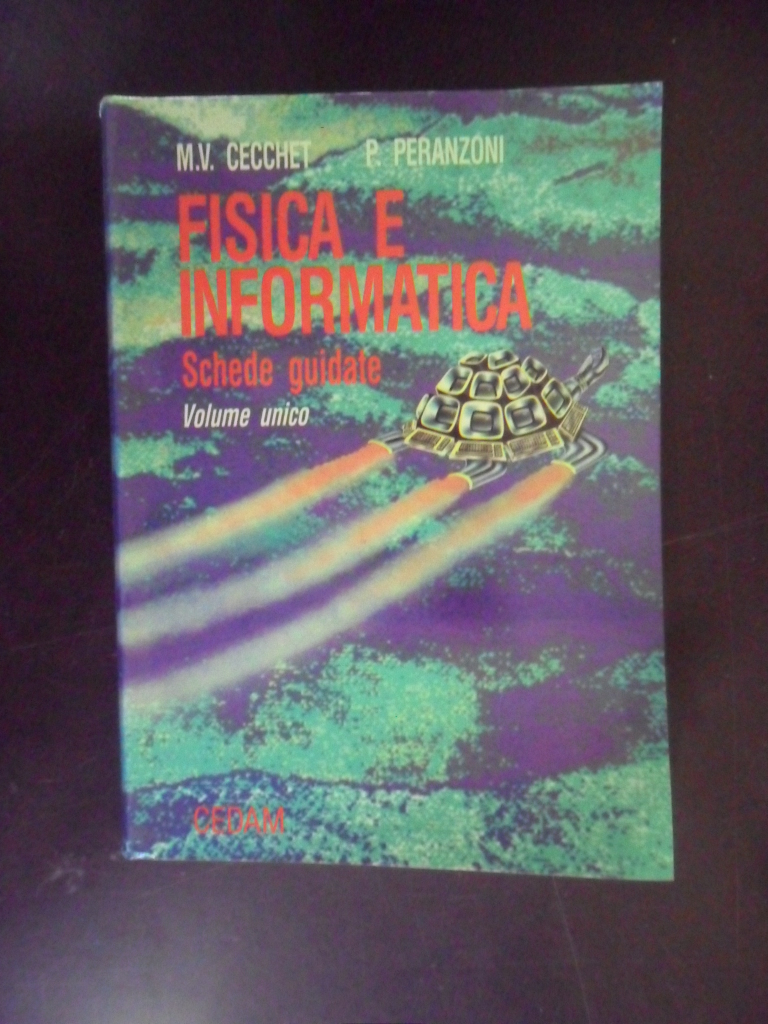 M.V. CECCHET P. PERANZONI
FISICA E
INFORMATICA
Schede guidate
Volume unico
CEDAM